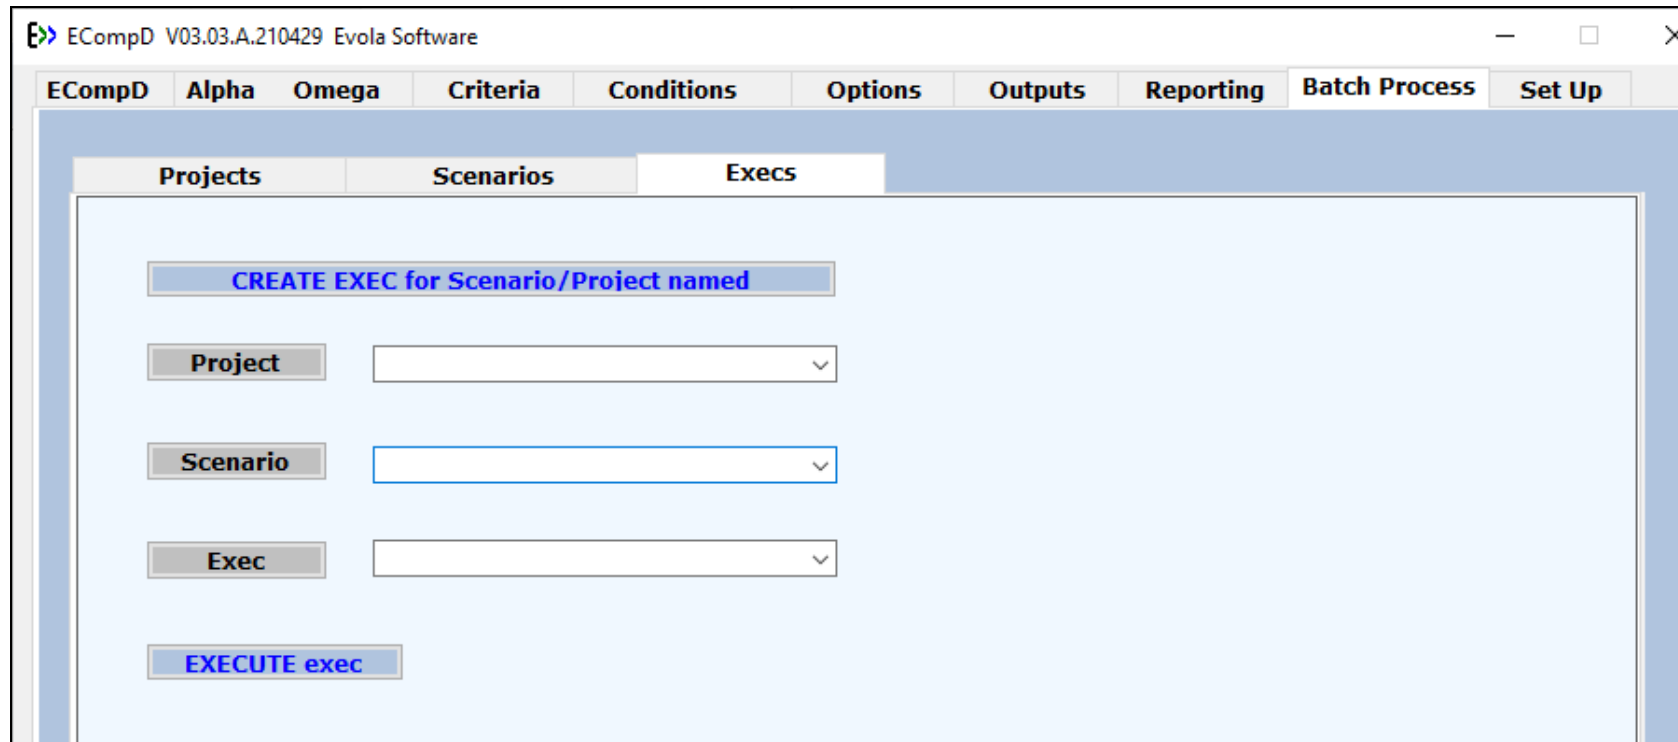 ECompD V03.03.A.210429 Evola Software
ECompD Alpha Omega Criteria Conditions Options Outputs Reporting Batch Process Set Up
Projects Scenarios Execs
CREATE EXEC for Scenario/Project named
Project
Scenario
Exec
EXECUTE exec